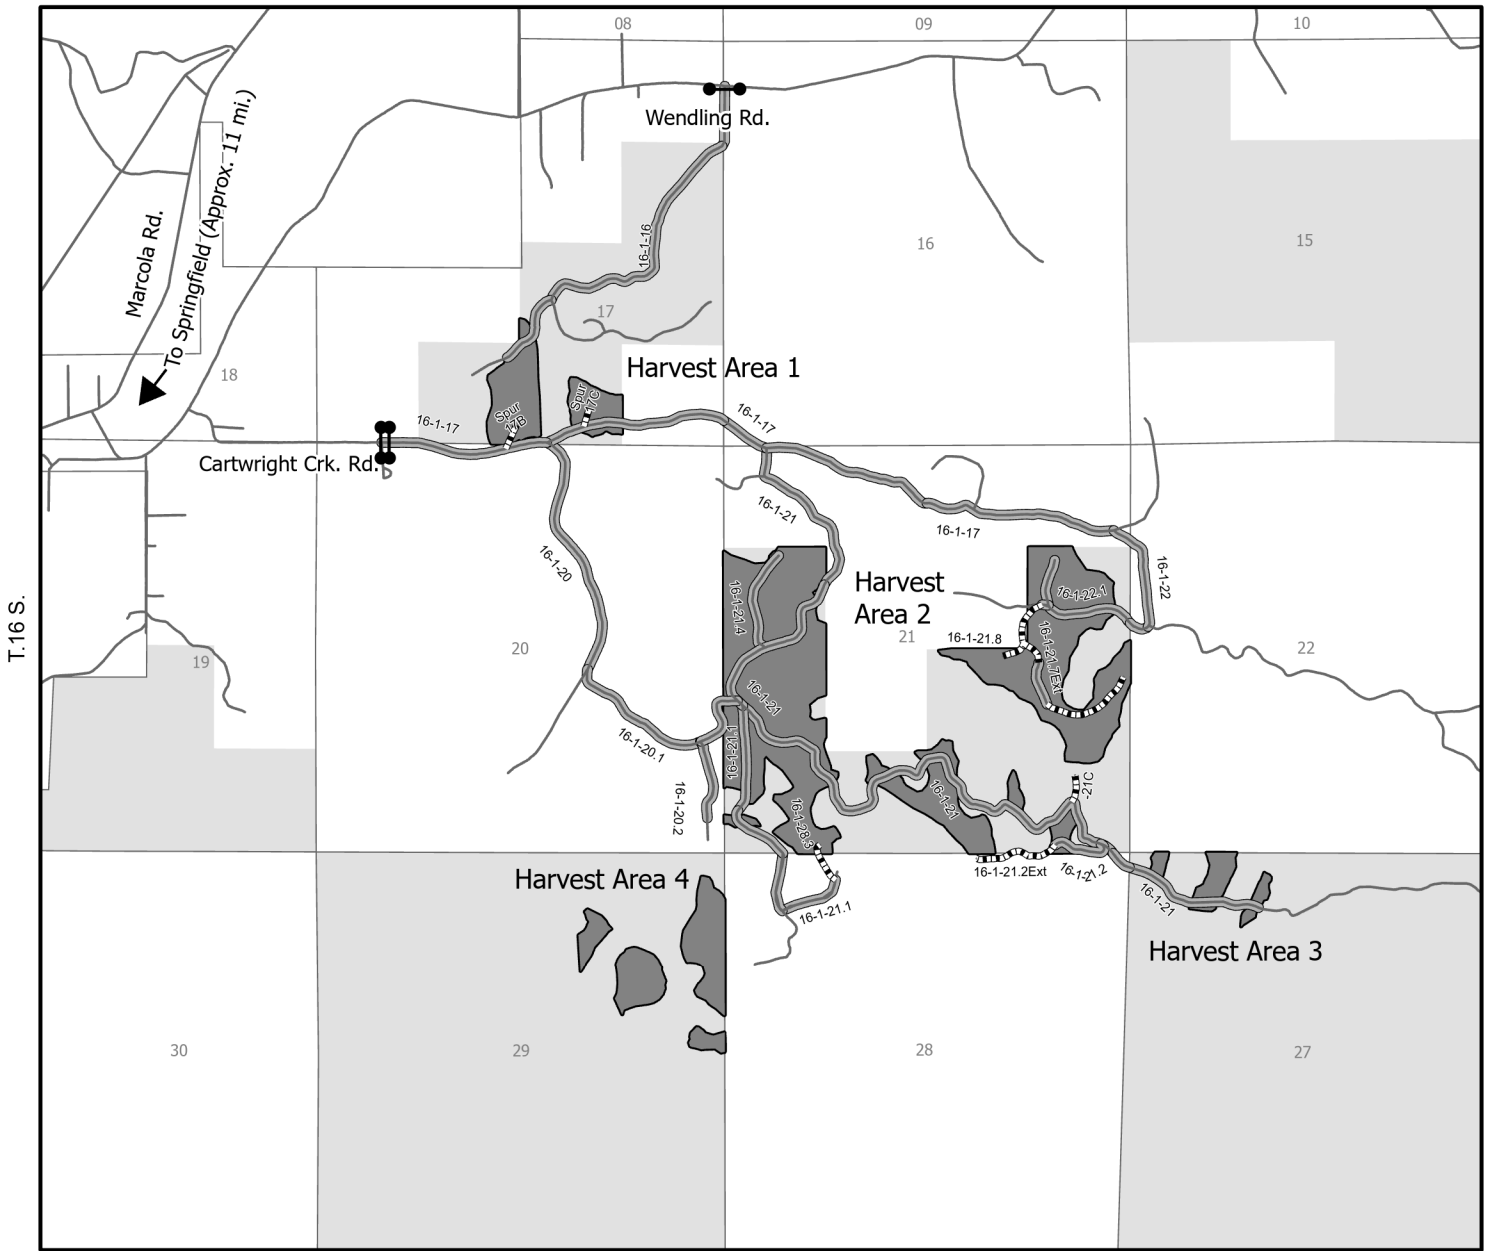 08
09
10
Wendling Rd.
To Springfield (Approx. 11 mi.)
Marcola Rd.
16-1-16
16
15
17
18
Harvest Area 1
Spur
17C
Spur
17B
16-1-17
16-1-17
Cartwright Crk. Rd.
16-1-21
16-1-17
16-1-20
16-1-22
Harvest
Area 2
16-1-21.4
16-1-22.1
T.16 S.
19
20
21
16-1-21.8
16-1-21.7Ext
22
16-1-21
16-1-20.1
16-1-21.1
16-1-20.2
16-1-28.3
16-1-21
-21C
16-1-21.2Ext
16-1-21.2
16-1-21
Harvest Area 4
16-1-21.1
Harvest Area 3
30
29
28
27